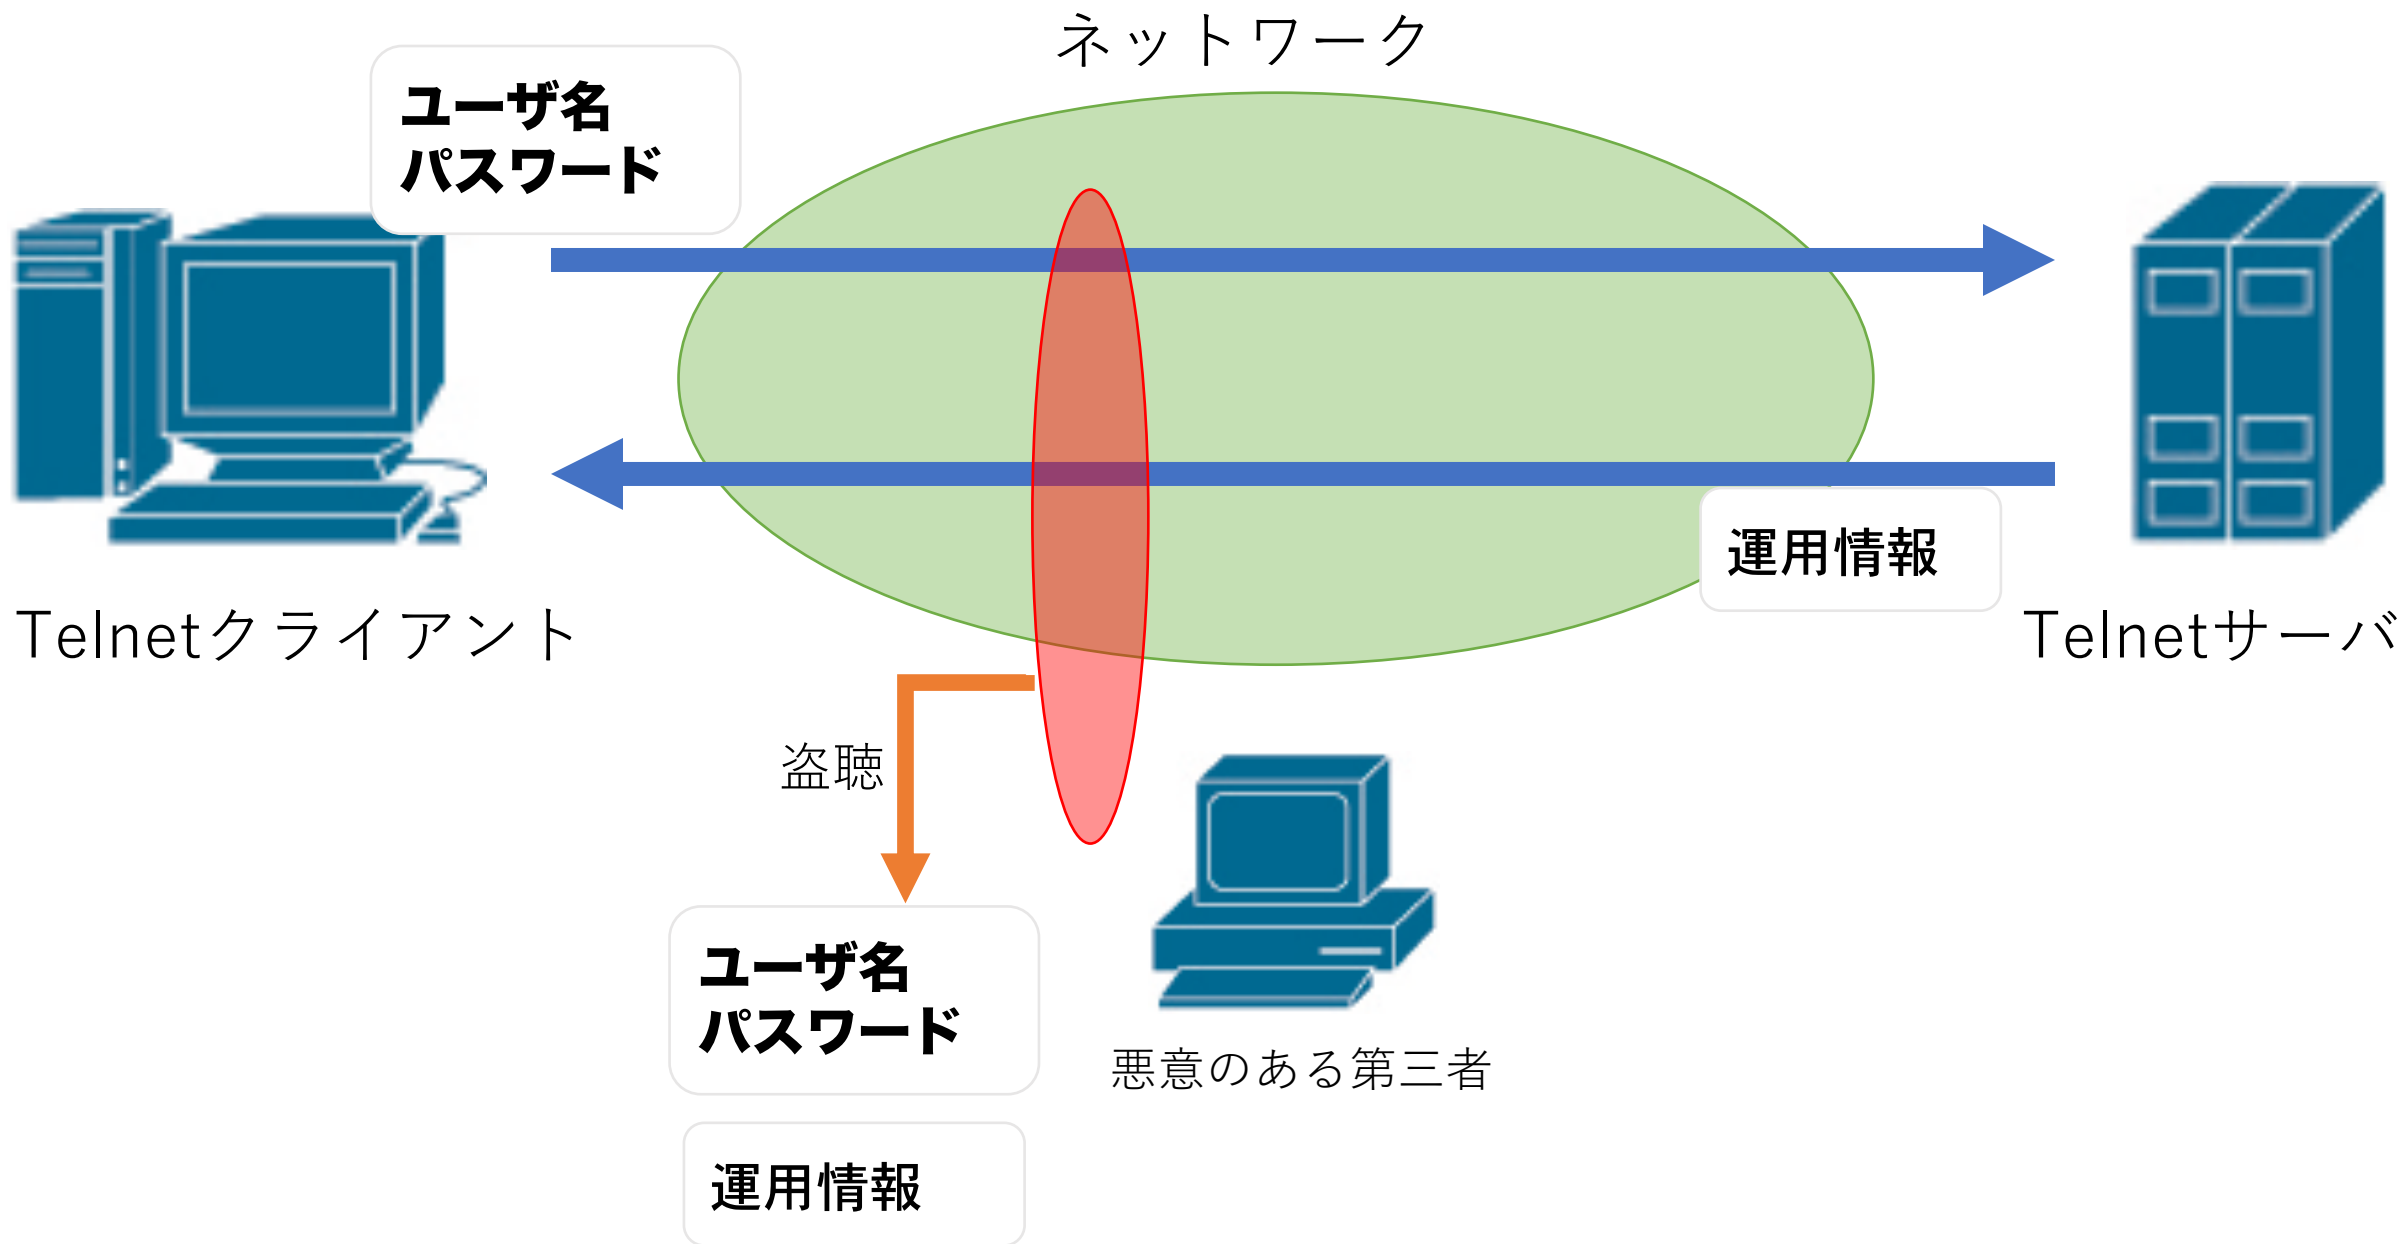 ネットワーク
ユーザ名
パスワード
運用情報
Telnetクライアント
Telnetサーバ
盗聴
ユーザ名
パスワード
悪意のある第三者
運用情報